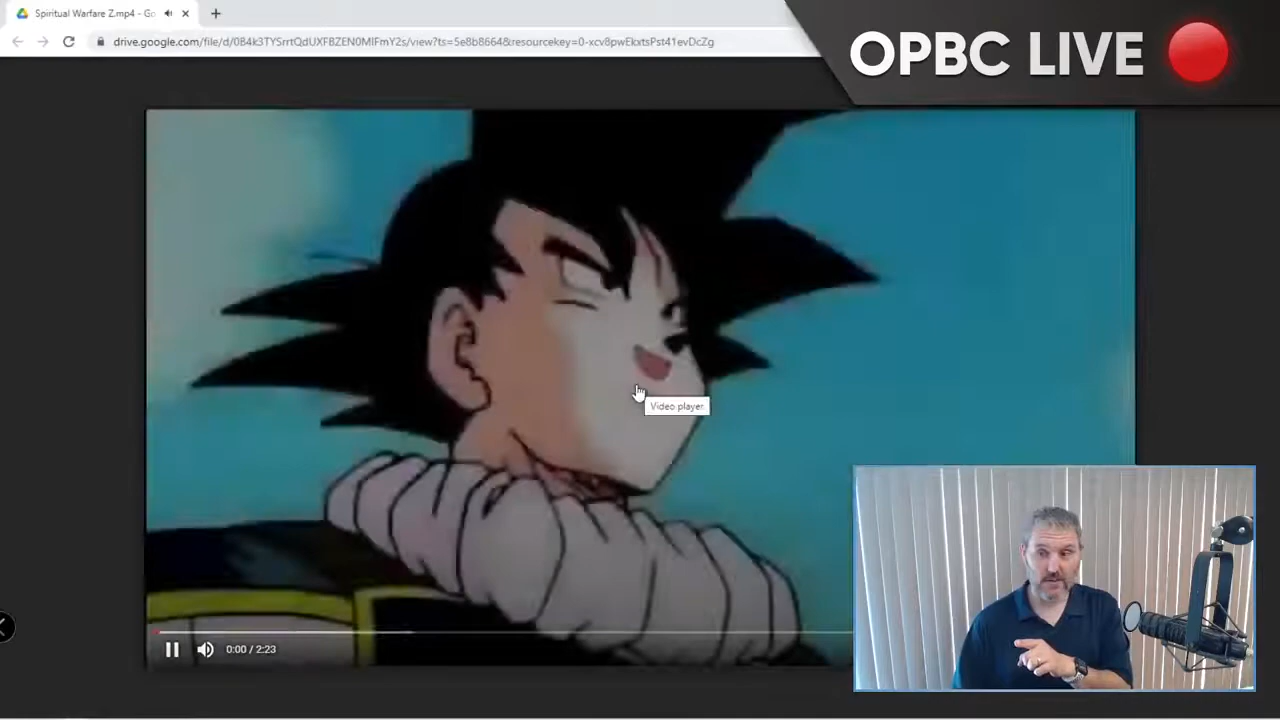 Spiritual Warfare Z.mp4 - Go
drive.google.com/file/d/0B4k3TYSrrtQdUXFBZEN0MlFmY2s/view?ts=5e8b8664&resourcekey=0-xcv8pwEkxtsPst41evDcZg
OPBC LIVE
Video player
0:00 / 2:23